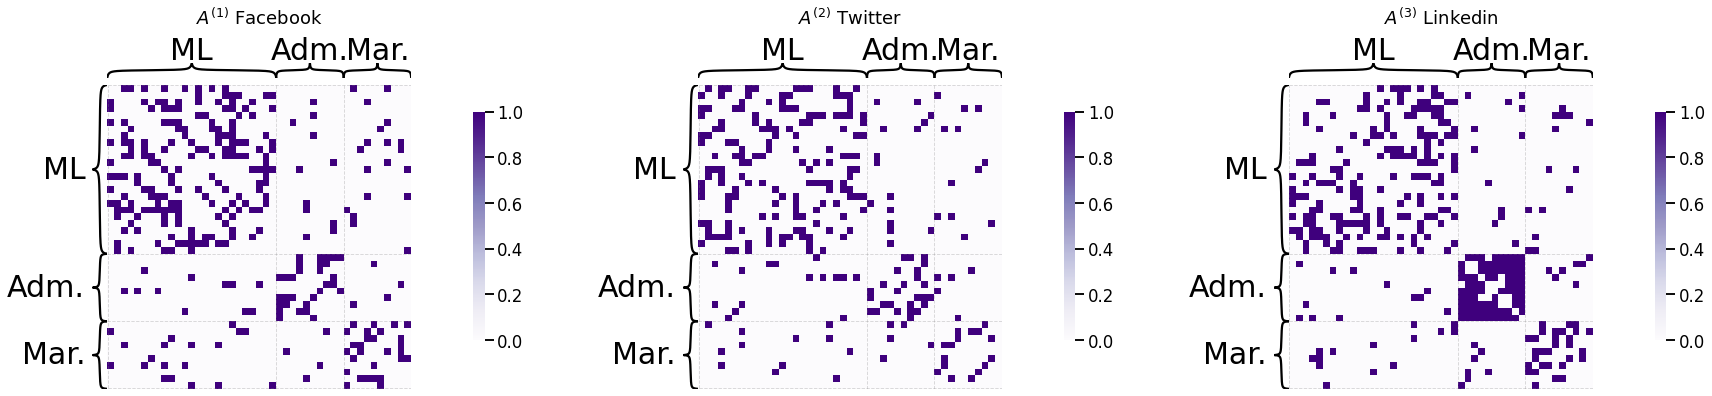 A⁽¹⁾ Facebook
ML Adm. Mar.
ML
Adm.
Mar.
1.0
0.8
0.6
0.4
0.2
0.0
A⁽²⁾ Twitter
ML Adm. Mar.
ML
Adm.
Mar.
1.0
0.8
0.6
0.4
0.2
0.0
A⁽³⁾ Linkedin
ML Adm. Mar.
ML
Adm.
Mar.
1.0
0.8
0.6
0.4
0.2
0.0